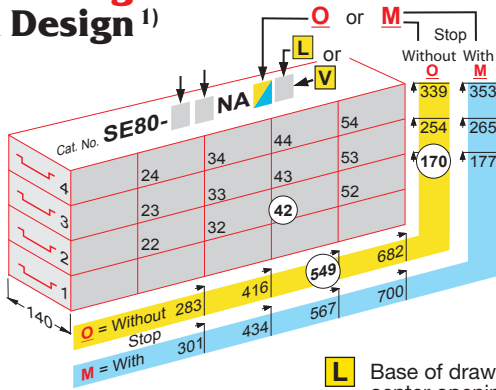 Design 1)
O or M
Stop
Without With
O M
L or
V
Cat. No. SE80- NA
339 353
254 265
170 177
54
44
34
24
4
53
43
33
23
3
52
42
32
22
2
1
140
O = Without 283 416 549 682
Stop
M = With 301 434 567 700
L Base of draw